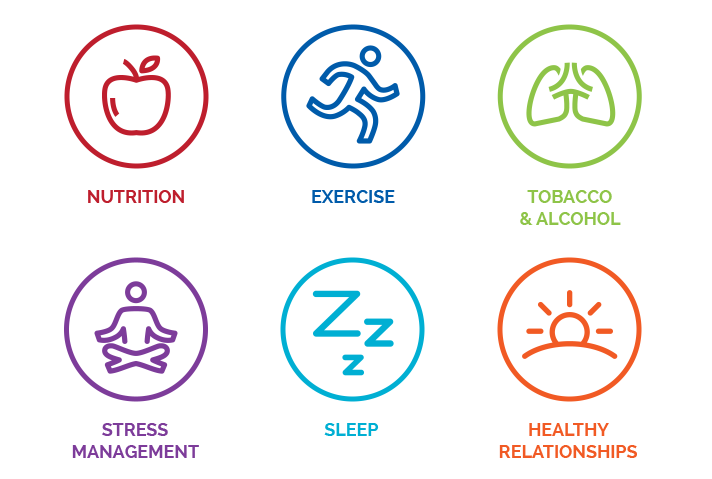 NUTRITION
EXERCISE
TOBACCO
& ALCOHOL
STRESS
MANAGEMENT
SLEEP
HEALTHY
RELATIONSHIPS